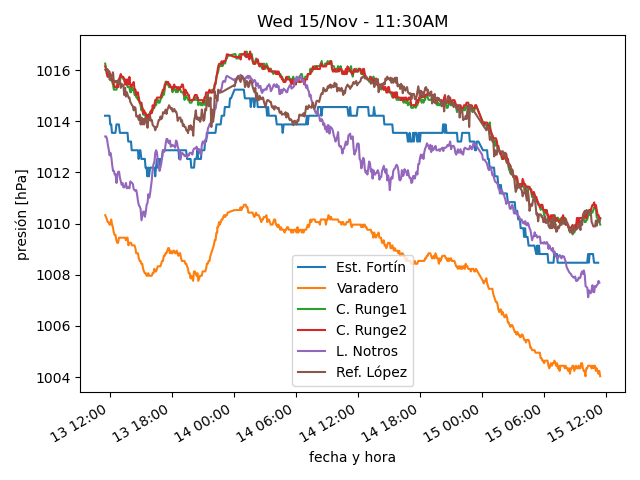 Wed 15/Nov - 11:30AM
presión [hPa]
1016
1014
1012
1010
1008
1006
1004
Est. Fortín
Varadero
C. Runge1
C. Runge2
L. Notros
Ref. López
13 12:00
13 18:00
14 00:00
14 06:00
14 12:00
14 18:00
15 00:00
15 06:00
15 12:00
fecha y hora